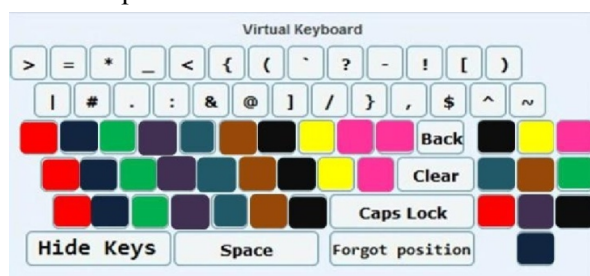 Virtual Keyboard
> = * _ < { ( ` ? - ! [ )
| # . : & @ ] / } , $ ^ ~
Back
Clear
Caps Lock
Hide Keys Space Forgot position